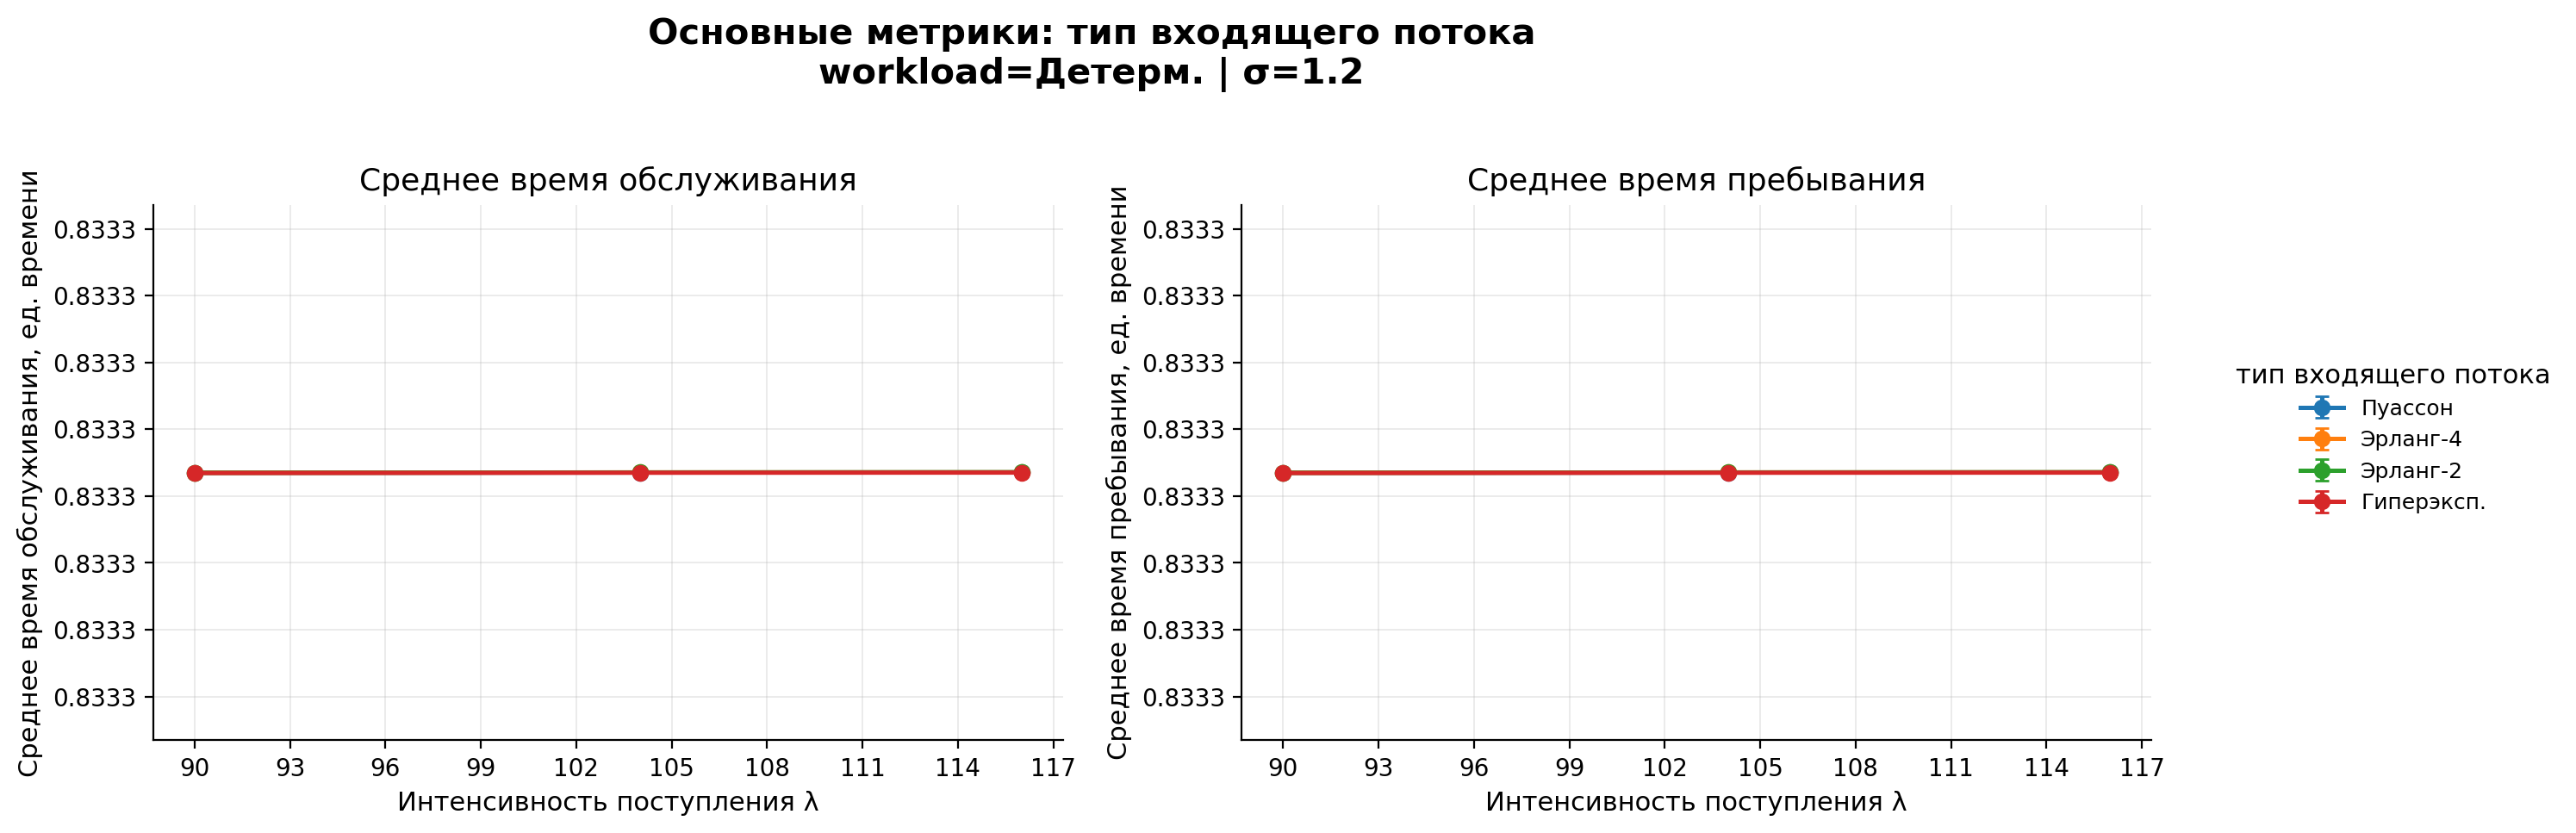 Основные метрики: тип входящего потока
workload=Детерм. | σ=1.2
Среднее время обслуживания
Среднее время обслуживания, ед. времени
0.8333
0.8333
0.8333
0.8333
0.8333
0.8333
0.8333
0.8333
90 93 96 99 102 105 108 111 114 117
Интенсивность поступления λ
Среднее время пребывания
Среднее время пребывания, ед. времени
0.8333
0.8333
0.8333
0.8333
0.8333
0.8333
0.8333
0.8333
90 93 96 99 102 105 108 111 114 117
Интенсивность поступления λ
тип входящего потока
Пуассон
Эрланг-4
Эрланг-2
Гиперэксп.